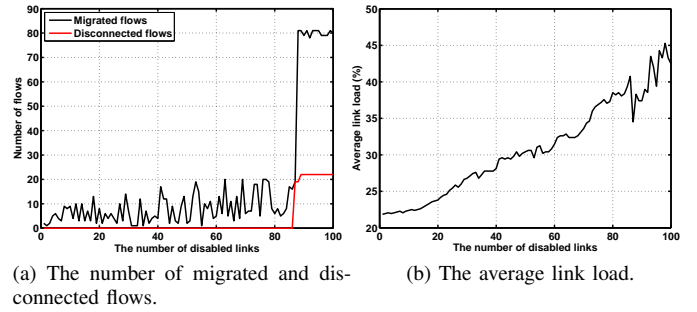 Migrated flows
Disconnected flows
Number of flows
90
80
70
60
50
40
30
20
10
0
0 20 40 60 80 100
The number of disabled links
Average link load (%)
50
45
40
35
30
25
20
0 20 40 60 80 100
The number of disabled links
(a) The number of migrated and dis-
connected flows.
(b) The average link load.